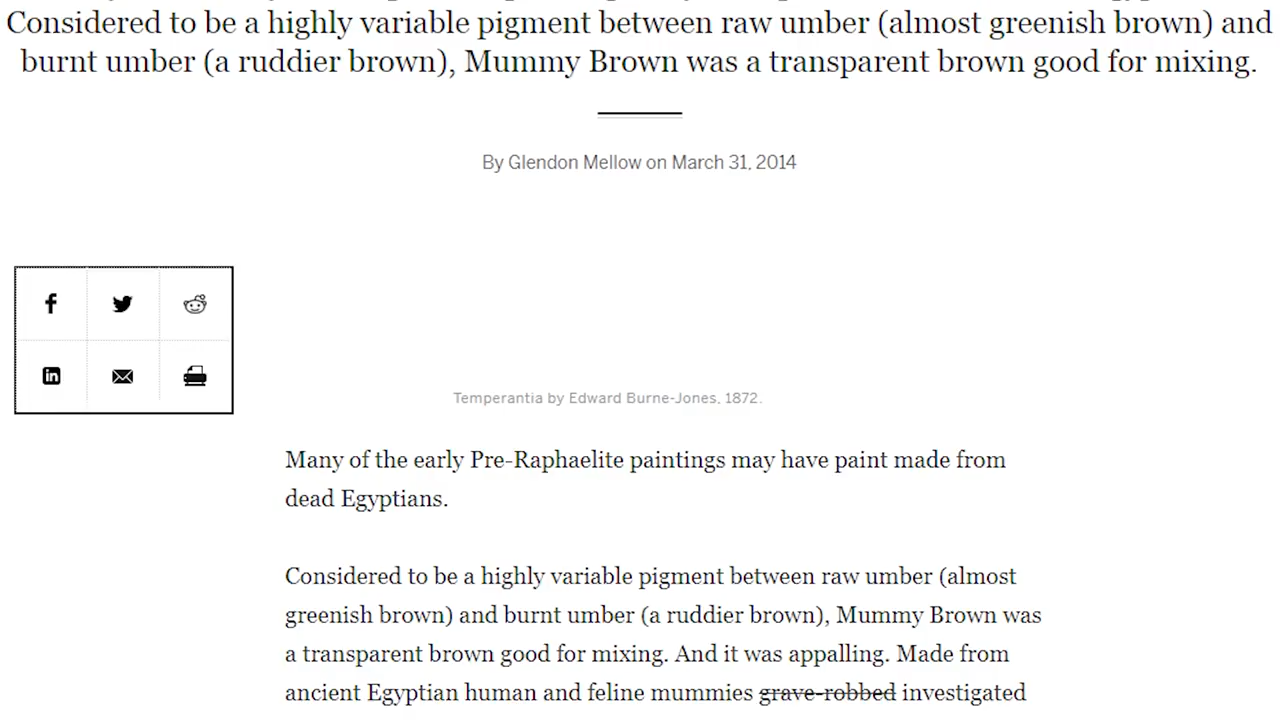 Considered to be a highly variable pigment between raw umber (almost greenish brown) and
burnt umber (a ruddier brown), Mummy Brown was a transparent brown good for mixing.
By Glendon Mellow on March 31, 2014
Temperantia by Edward Burne-Jones, 1872.
Many of the early Pre-Raphaelite paintings may have paint made from
dead Egyptians.
Considered to be a highly variable pigment between raw umber (almost
greenish brown) and burnt umber (a ruddier brown), Mummy Brown was
a transparent brown good for mixing. And it was appalling. Made from
ancient Egyptian human and feline mummies grave-robbed investigated